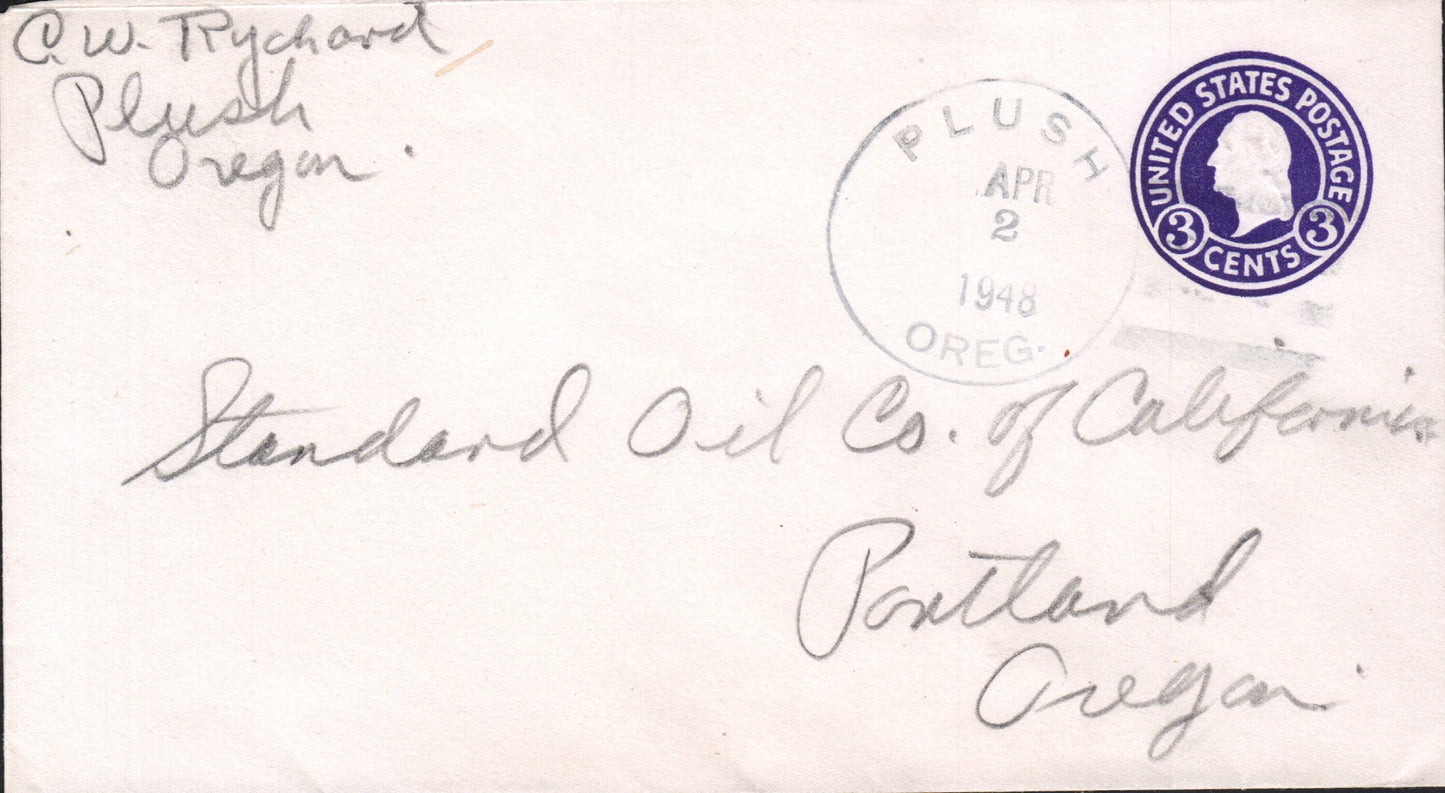 C. W. Rychard
Plush
Oregon.
PLUSH
APR
2
1948
OREG.
UNITED STATES POSTAGE
3 CENTS 3
Standard Oil Co. of California
Portland
Oregon.